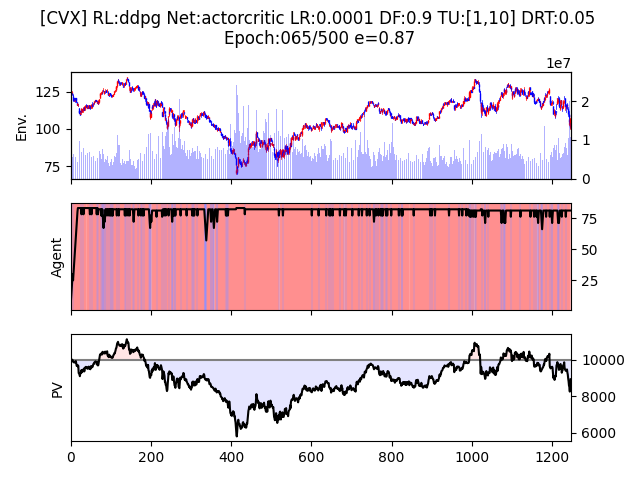 [CVX] RL:ddpg Net:actorcritic LR:0.0001 DF:0.9 TU:[1,10] DRT:0.05
Epoch:065/500 e=0.87
1e7
Env.
125
100
75
2
1
0
Agent
75
50
25
PV
10000
8000
6000
0 200 400 600 800 1000 1200